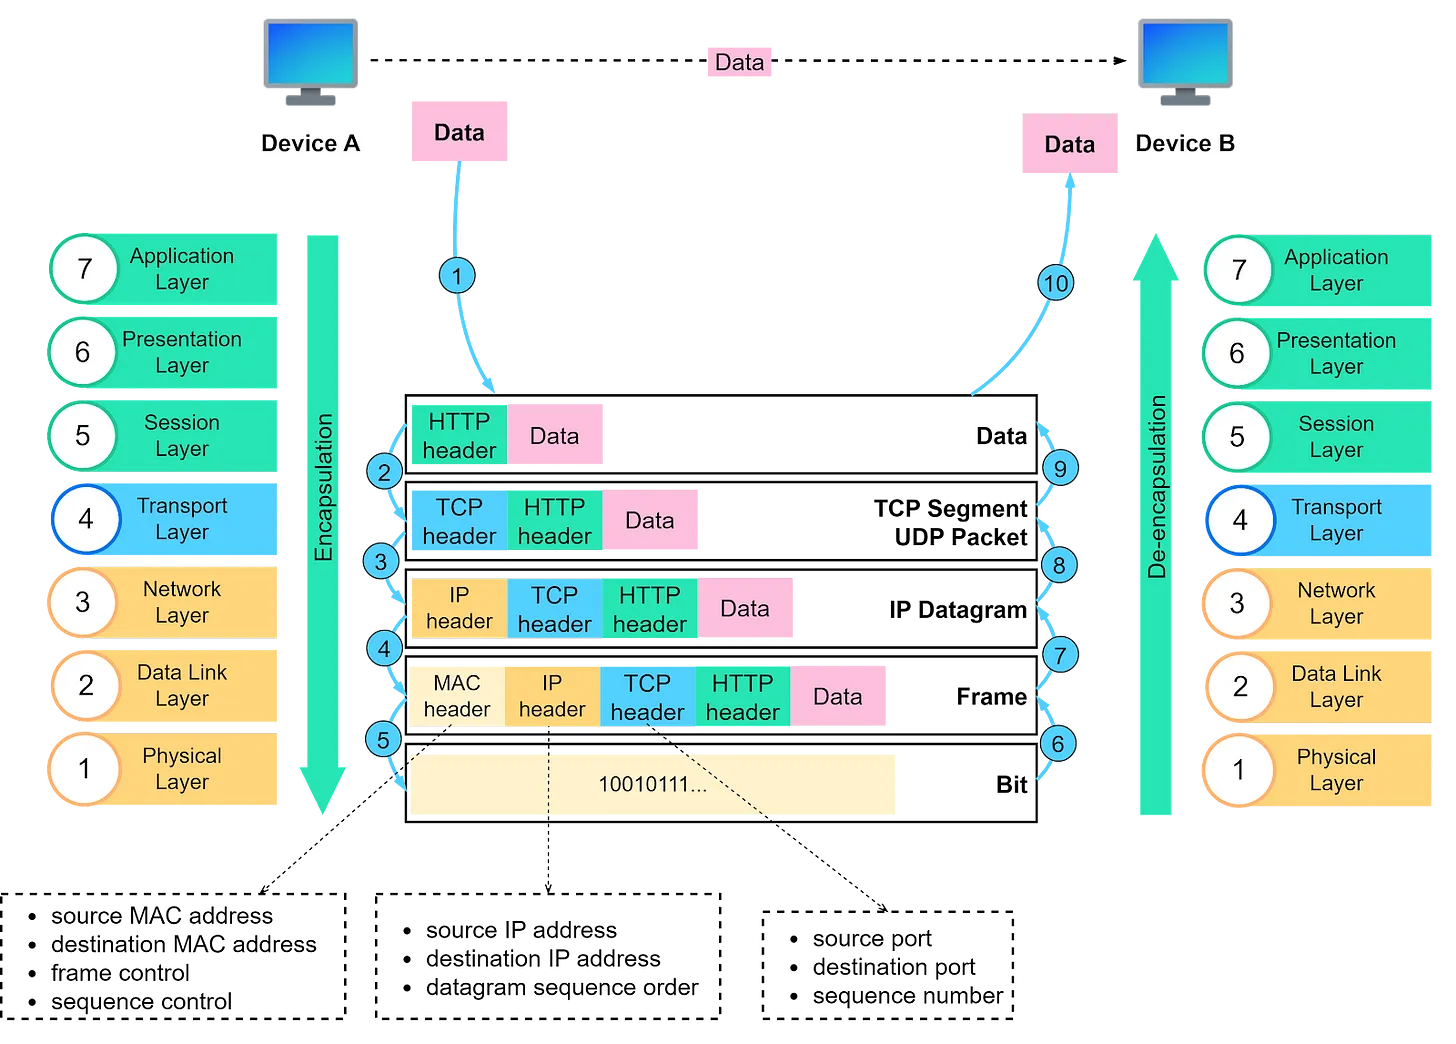 Data
Device A
Data
Data
Device B
7
Application
Layer
6
Presentation
Layer
5
Session
Layer
4
Transport
Layer
3
Network
Layer
2
Data Link
Layer
1
Physical
Layer
Encapsulation
1
10
HTTP
header
Data
Data
2
9
TCP
header
HTTP
header
Data
TCP Segment
UDP Packet
3
8
IP
header
TCP
header
HTTP
header
Data
IP Datagram
4
7
MAC
header
IP
header
TCP
header
HTTP
header
Data
Frame
5
6
10010111...
Bit
De-encapsulation
7
Application
Layer
6
Presentation
Layer
5
Session
Layer
4
Transport
Layer
3
Network
Layer
2
Data Link
Layer
1
Physical
Layer
• source MAC address
• destination MAC address
• frame control
• sequence control
• source IP address
• destination IP address
• datagram sequence order
• source port
• destination port
• sequence number